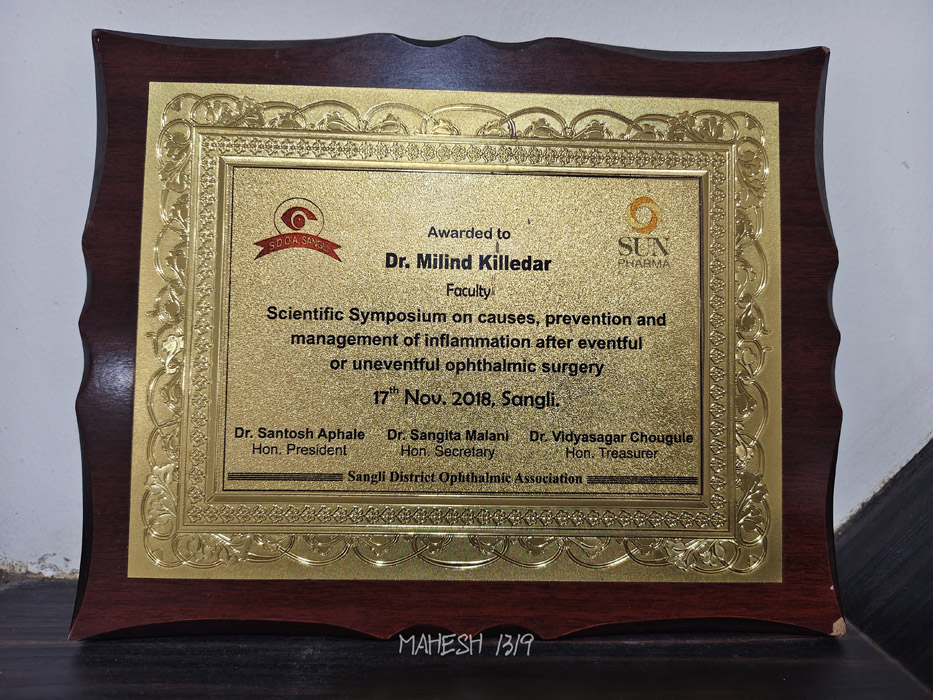 S.D.O.A. SANGLI
SUN
PHARMA
Awarded to
Dr. Milind Killedar
Faculty
Scientific Symposium on causes, prevention and
management of inflammation after eventful
or uneventful ophthalmic surgery
17th Nov. 2018, Sangli.
Dr. Santosh Aphale Dr. Sangita Malani Dr. Vidyasagar Chougule
Hon. President Hon. Secretary Hon. Treasurer
Sangli District Ophthalmic Association
MAHESH 1319